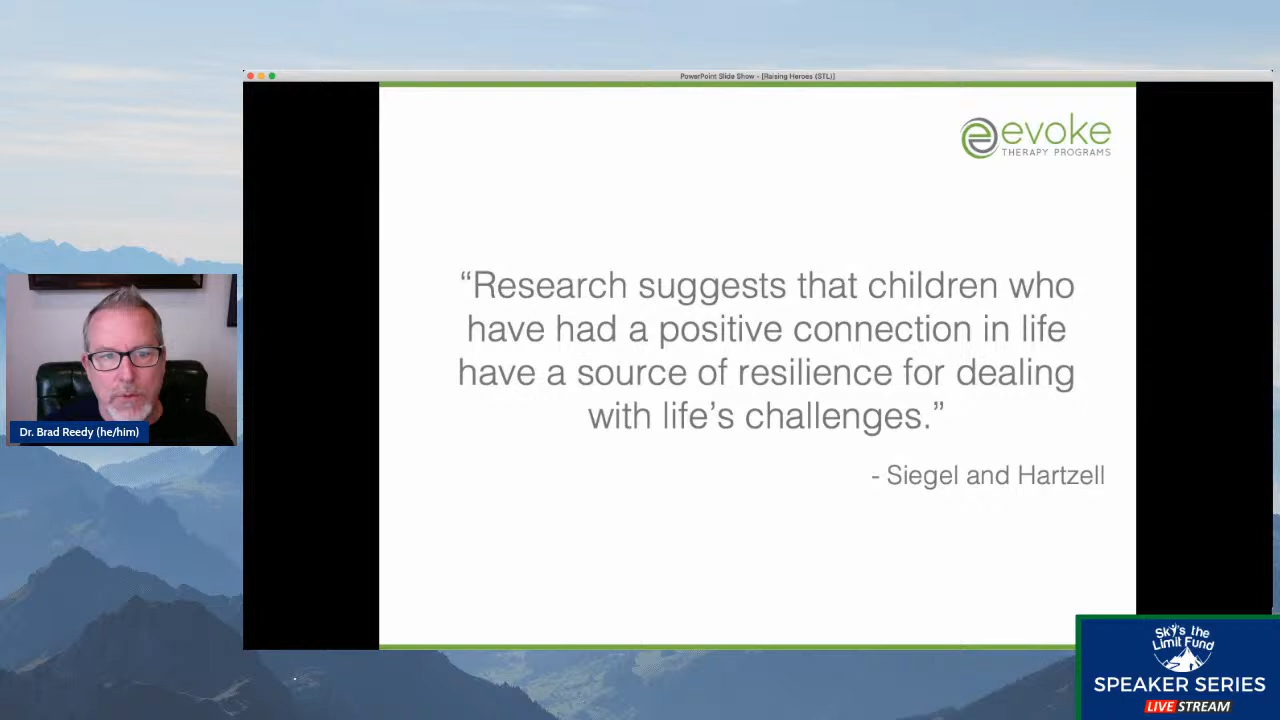 PowerPoint Slide Show - [Raising Heroes (STL)]
evoke
THERAPY PROGRAMS
“Research suggests that children who
have had a positive connection in life
have a source of resilience for dealing
with life’s challenges.”
- Siegel and Hartzell
Dr. Brad Reedy (he/him)
Sky's the
Limit Fund
SPEAKER SERIES
LIVE STREAM